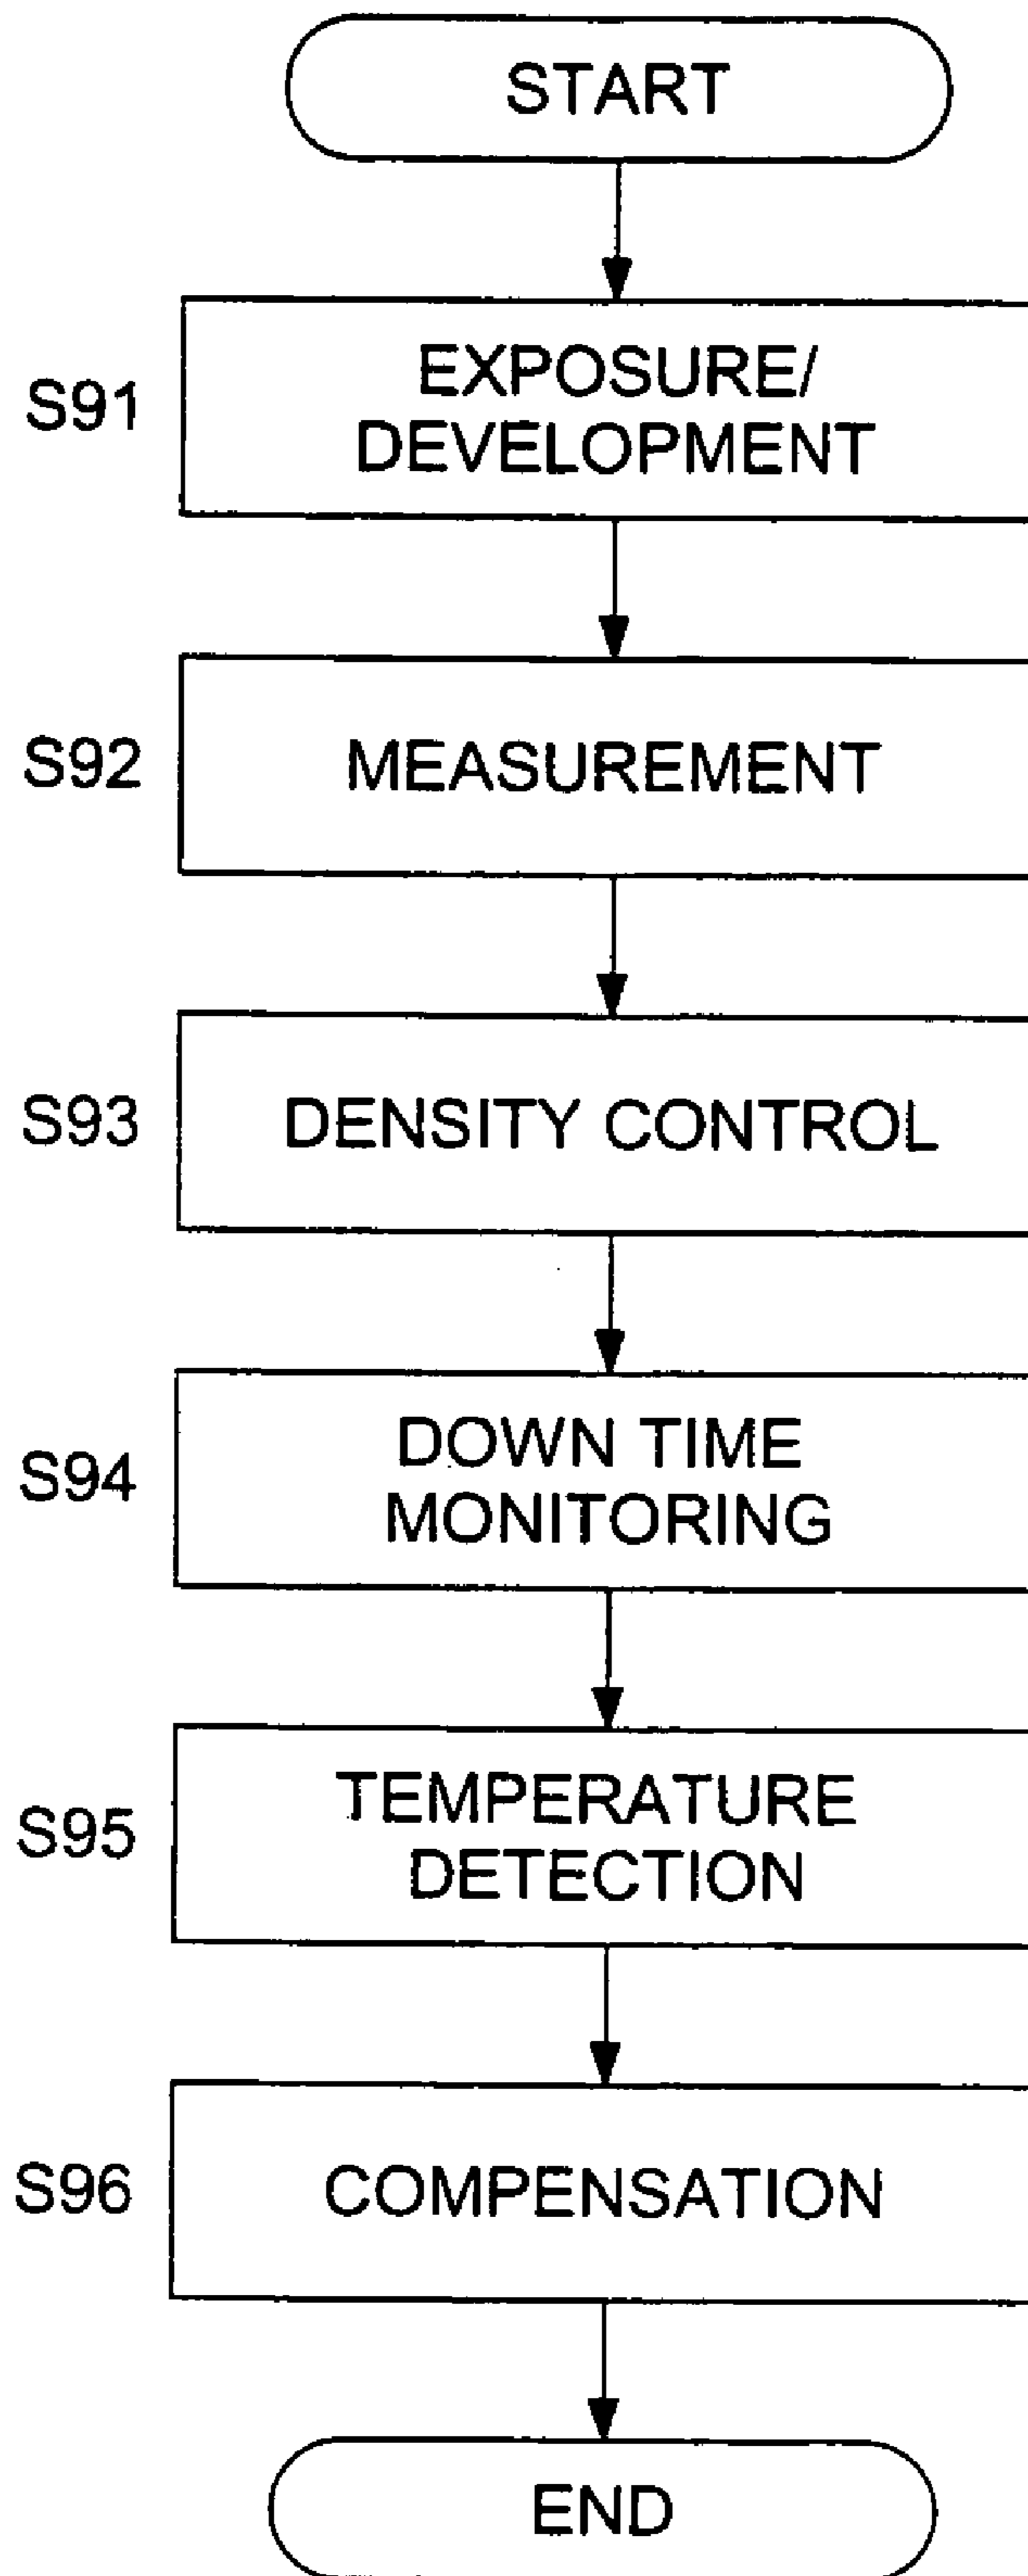 START
S91
EXPOSURE/
DEVELOPMENT
S92
MEASUREMENT
S93
DENSITY CONTROL
S94
DOWN TIME
MONITORING
S95
TEMPERATURE
DETECTION
S96
COMPENSATION
END